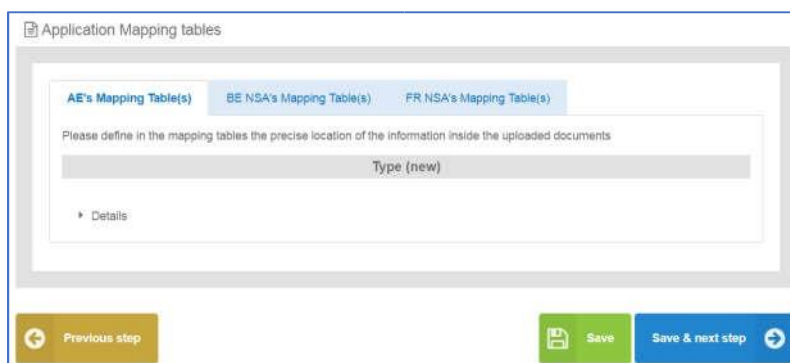 Application Mapping tables
AE's Mapping Table(s) BE NSA's Mapping Table(s) FR NSA's Mapping Table(s)
Please define in the mapping tables the precise location of the information inside the uploaded documents
Type (new)
Details
Previous step Save Save & next step